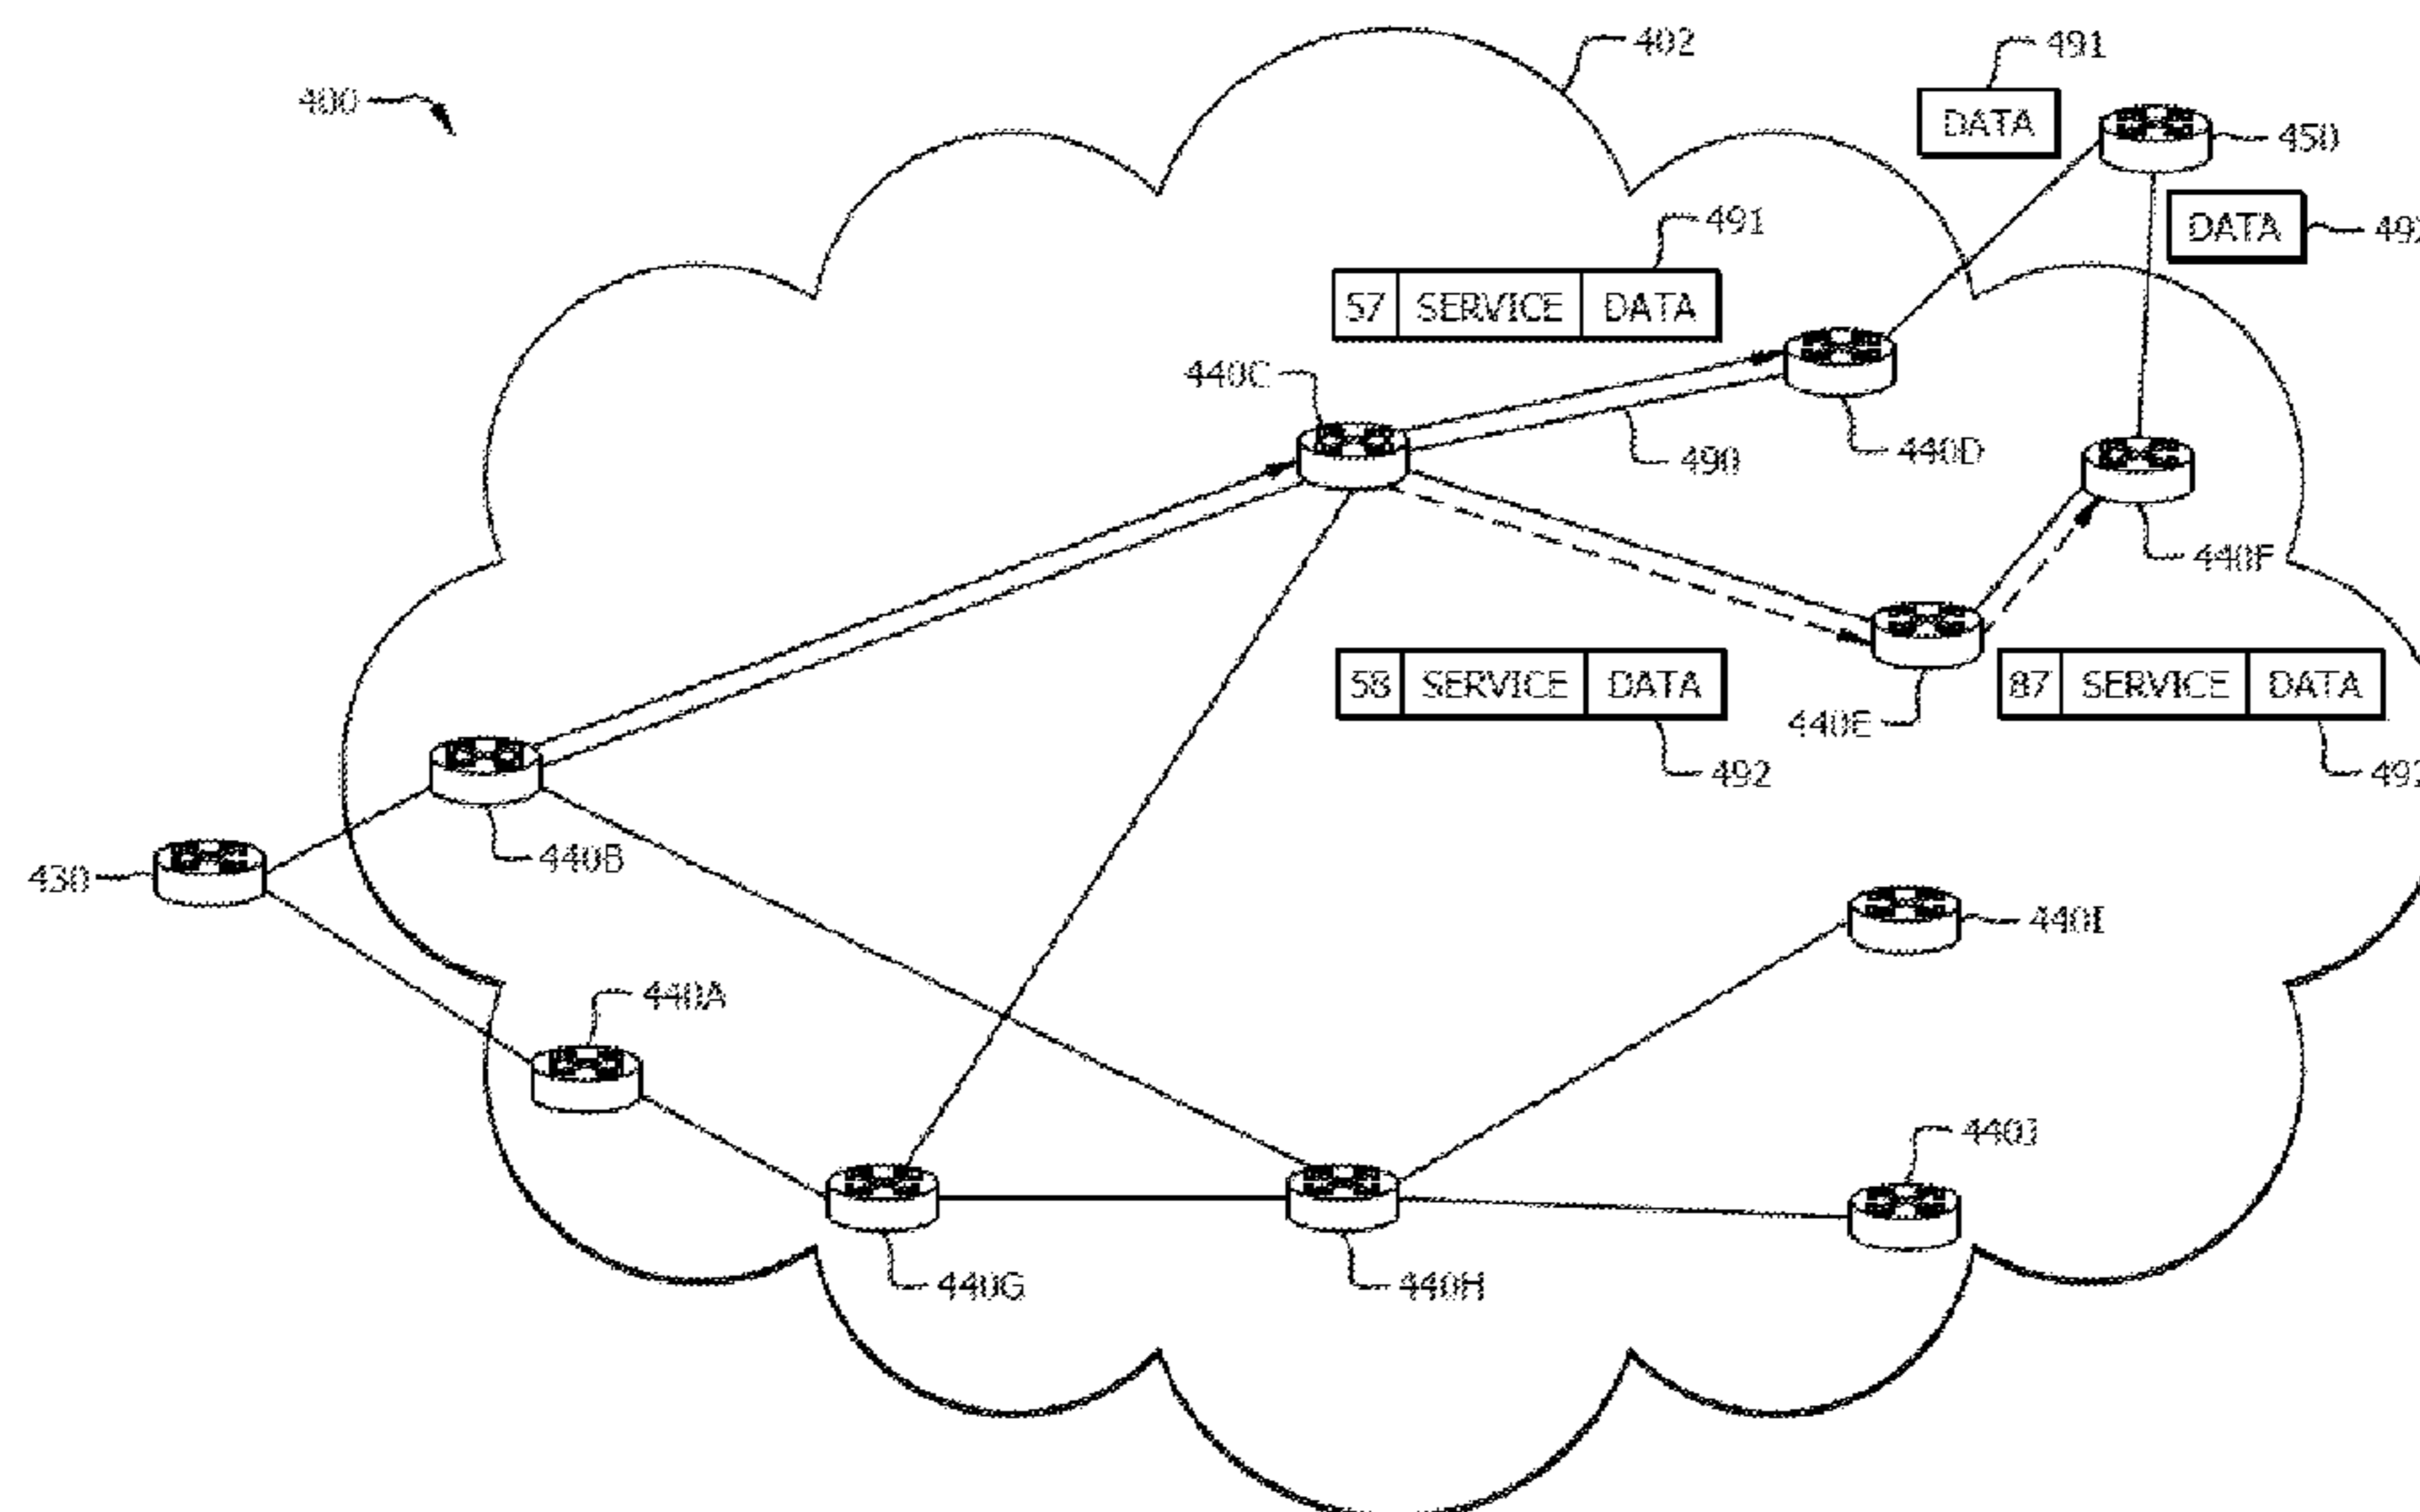 402
491
400
DATA
450
491
DATA
57 SERVICE DATA
440C
490
440D
440F
58 SERVICE DATA
87 SERVICE DATA
440E
492
440B
430
440I
440A
440J
440G
440H